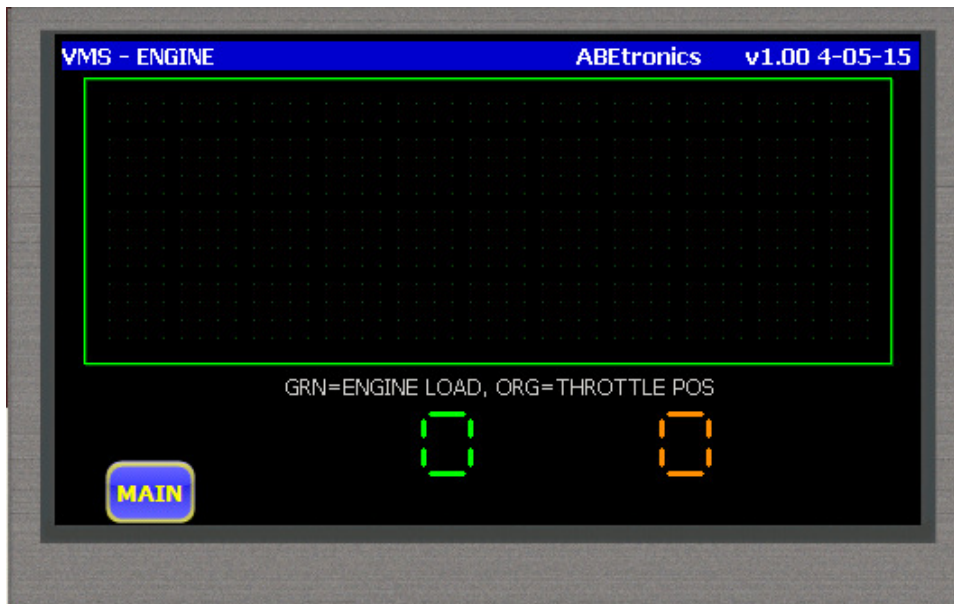 VMS - ENGINE ABEtronics v1.00 4-05-15
GRN=ENGINE LOAD, ORG=THROTTLE POS
0 0
MAIN